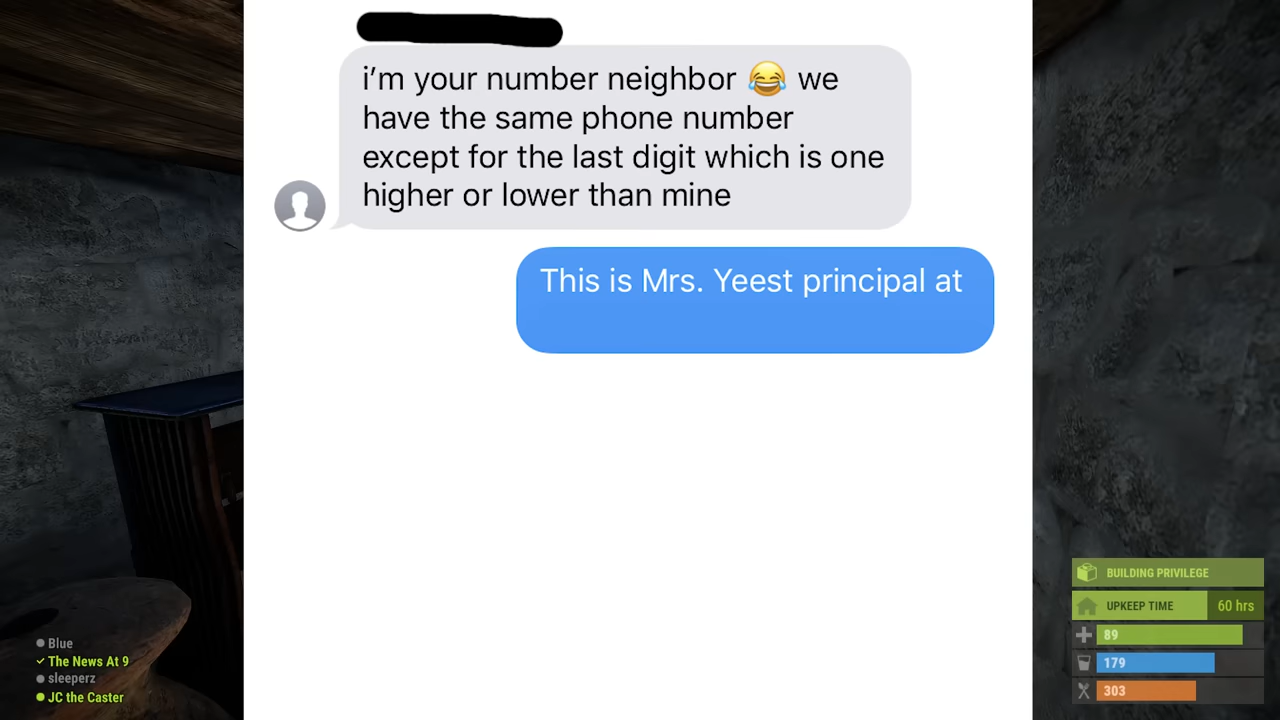 i’m your number neighbor 😂 we
have the same phone number
except for the last digit which is one
higher or lower than mine
This is Mrs. Yeest principal at
BUILDING PRIVILEGE
UPKEEP TIME 60 hrs
89
179
303
Blue
The News At 9
sleeperz
JC the Caster